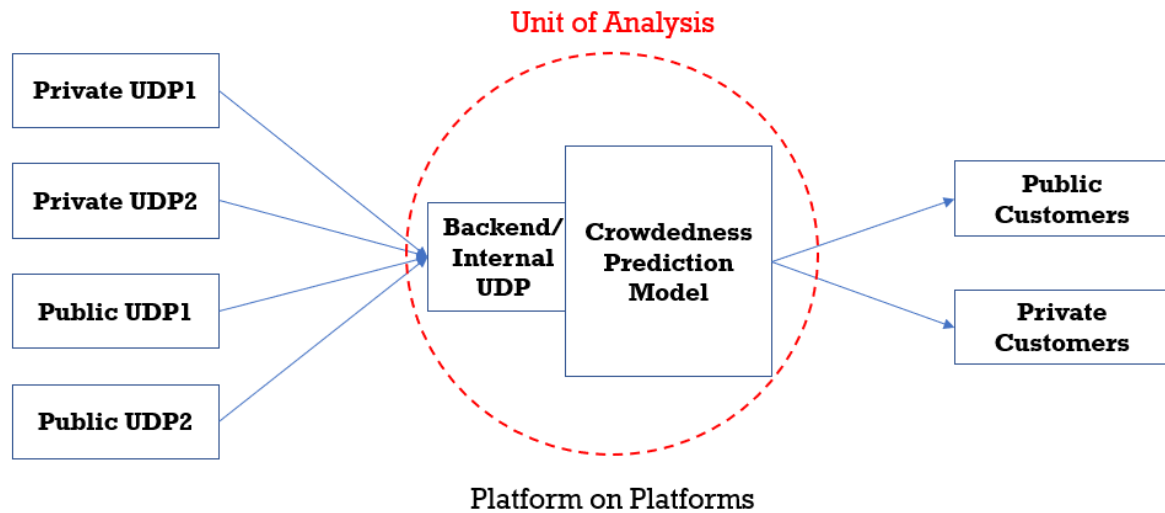 Unit of Analysis
Private UDP1
Private UDP2
Public UDP1
Public UDP2
Backend/
Internal
UDP
Crowdedness
Prediction
Model
Public
Customers
Private
Customers
Platform on Platforms